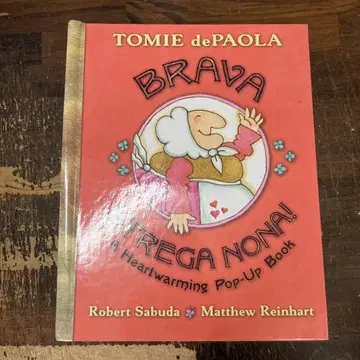 TOMIE dePAOLA
BRAVA
STREGA NONA!
A Heartwarming Pop-Up Book
Robert Sabuda Matthew Reinhart